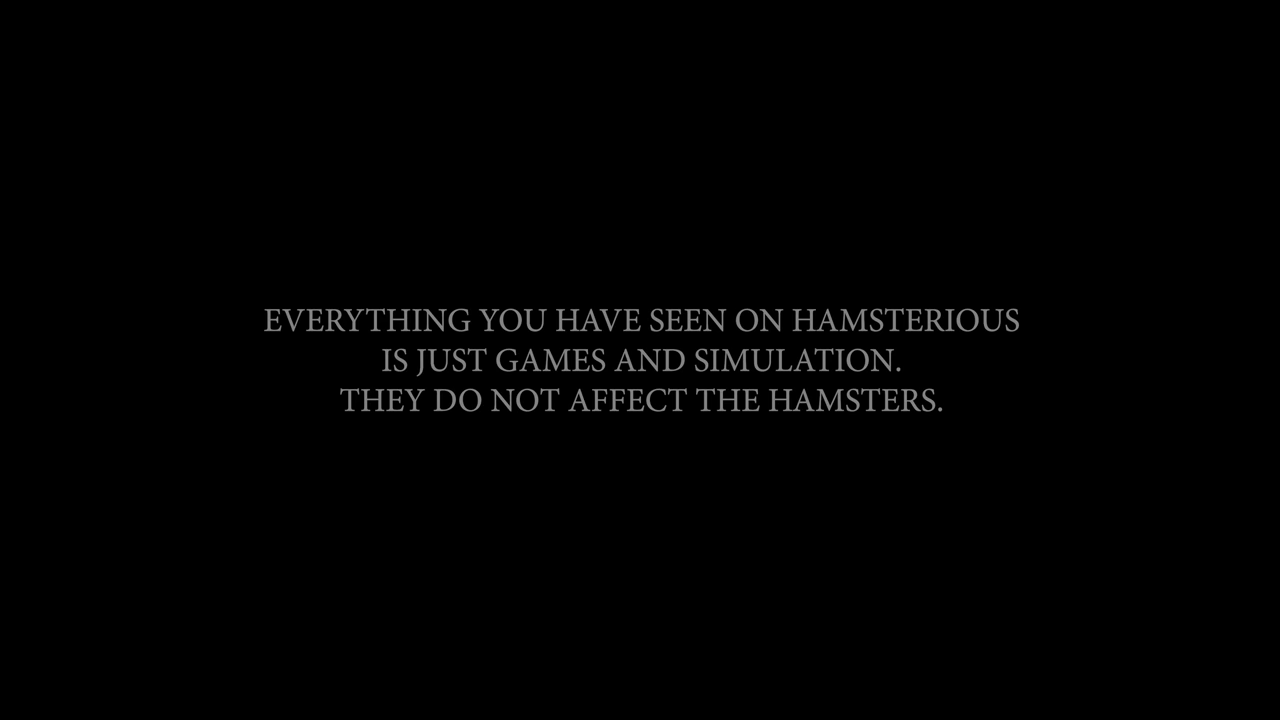 EVERYTHING YOU HAVE SEEN ON HAMSTERIOUS
IS JUST GAMES AND SIMULATION.
THEY DO NOT AFFECT THE HAMSTERS.